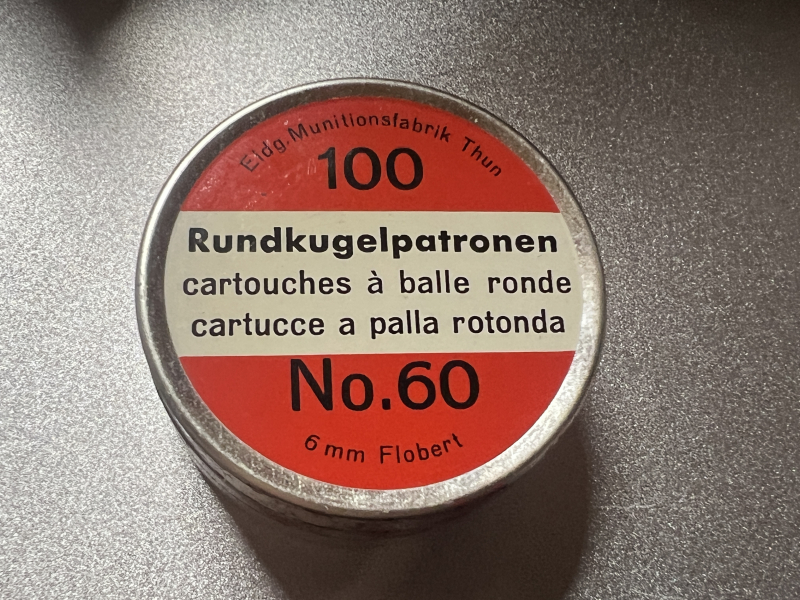 Eidg. Munitionsfabrik Thun
100
Rundkugelpatronen
cartouches à balle ronde
cartucce a palla rotonda
No.60
6 mm Flobert